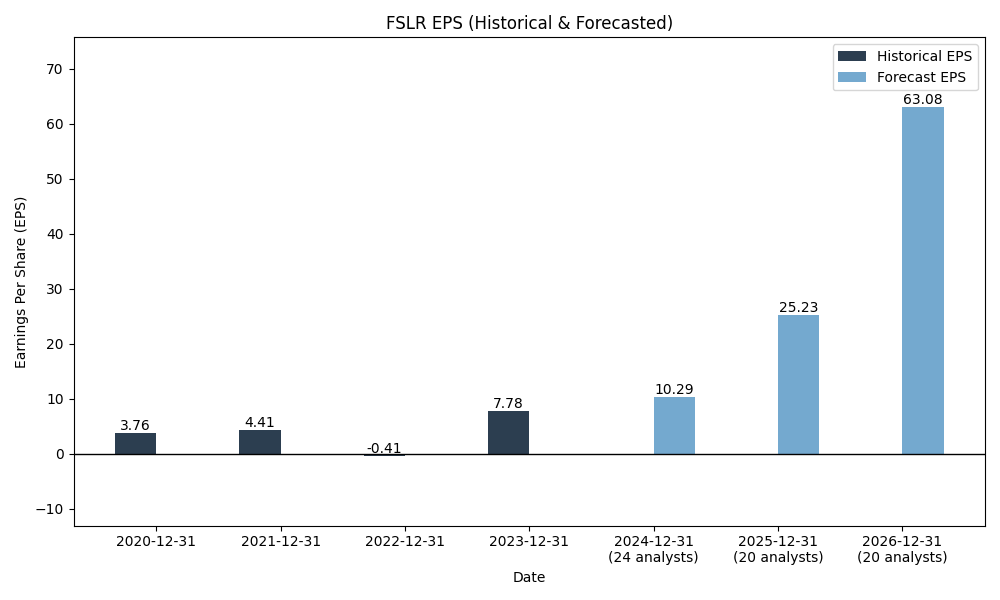 FSLR EPS (Historical & Forecasted)
Historical EPS
Forecast EPS
Earnings Per Share (EPS)
70
60
50
40
30
20
10
0
−10
3.76
4.41
-0.41
7.78
10.29
25.23
63.08
2020-12-31
2021-12-31
2022-12-31
2023-12-31
2024-12-31
(24 analysts)
2025-12-31
(20 analysts)
2026-12-31
(20 analysts)
Date